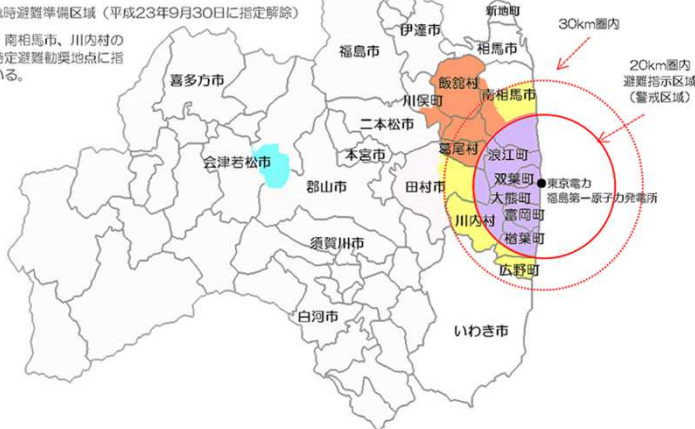 時避難準備区域（平成23年9月30日に指定解除）
南相馬市、川内村の
定避難勧奨地点に指
いる。
新地町
伊達市
相馬市
福島市
30km圏内
20km圏内
避難指示区域
（警戒区域）
喜多方市
飯舘村
南相馬市
川俣町
二本松市
本宮市
葛尾村
浪江町
会津若松市
郡山市
田村市
双葉町
大熊町
富岡町
楢葉町
東京電力
福島第一原子力発電所
川内村
須賀川市
広野町
白河市
いわき市